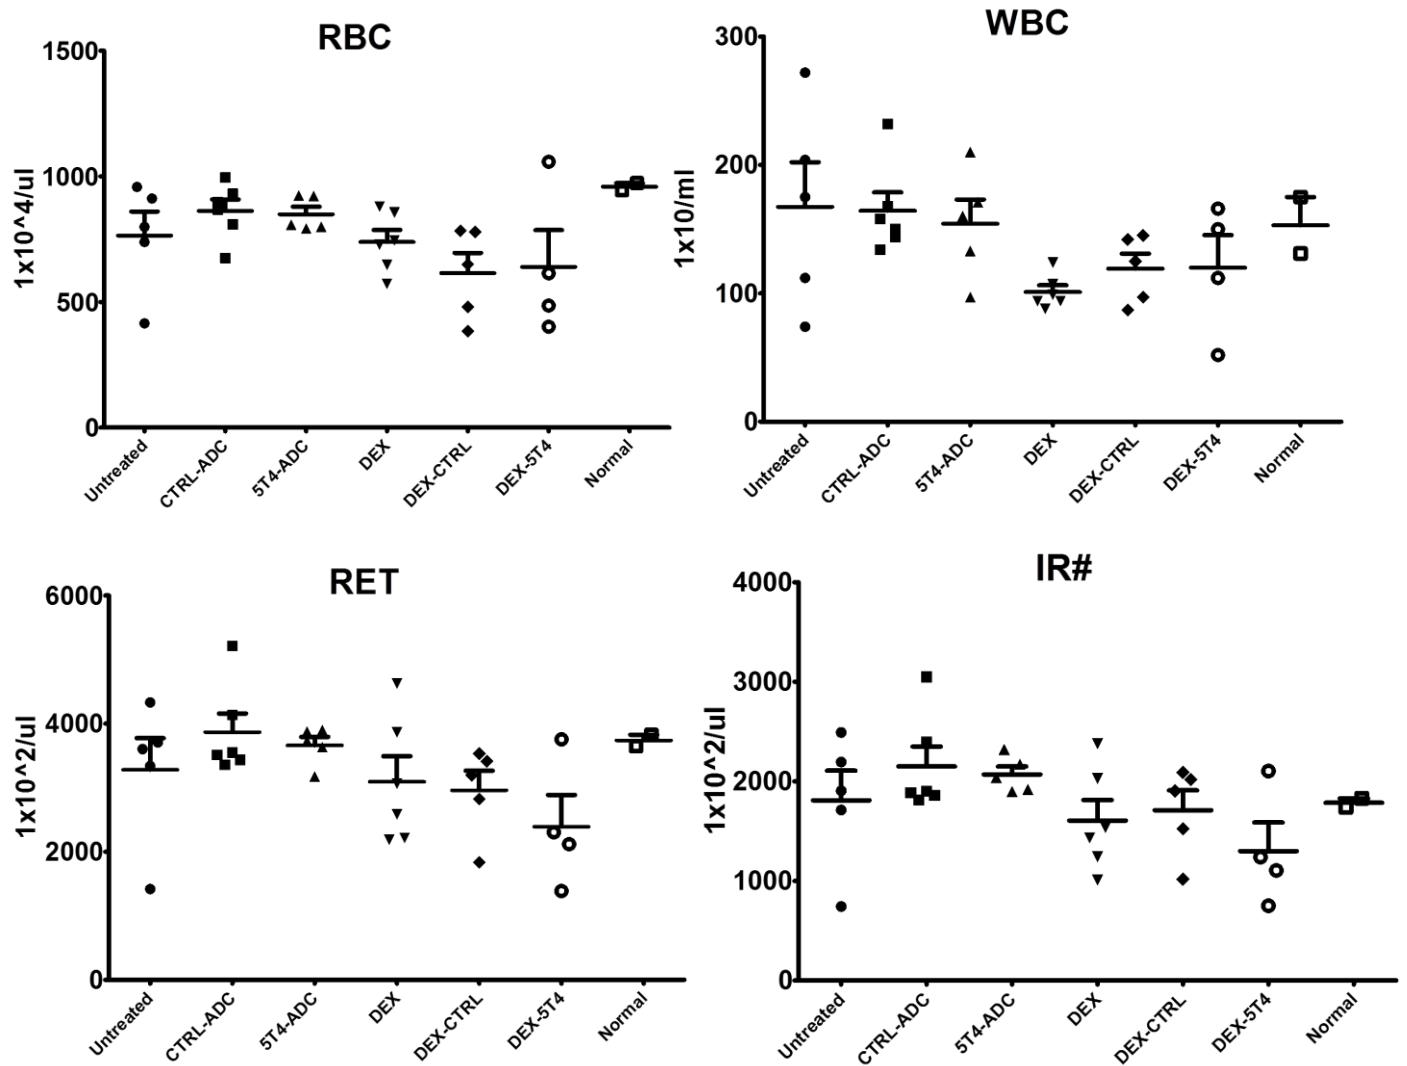 RBC
1500
1000
500
0
1x10^4/ul
Untreated
CTRL-ADC
5T4-ADC
DEX
DEX-CTRL
DEX-5T4
Normal
WBC
300
200
100
0
1x10/ml
Untreated
CTRL-ADC
5T4-ADC
DEX
DEX-CTRL
DEX-5T4
Normal
RET
6000
4000
2000
0
1x10^2/ul
Untreated
CTRL-ADC
5T4-ADC
DEX
DEX-CTRL
DEX-5T4
Normal
IR#
4000
3000
2000
1000
0
1x10^2/ul
Untreated
CTRL-ADC
5T4-ADC
DEX
DEX-CTRL
DEX-5T4
Normal